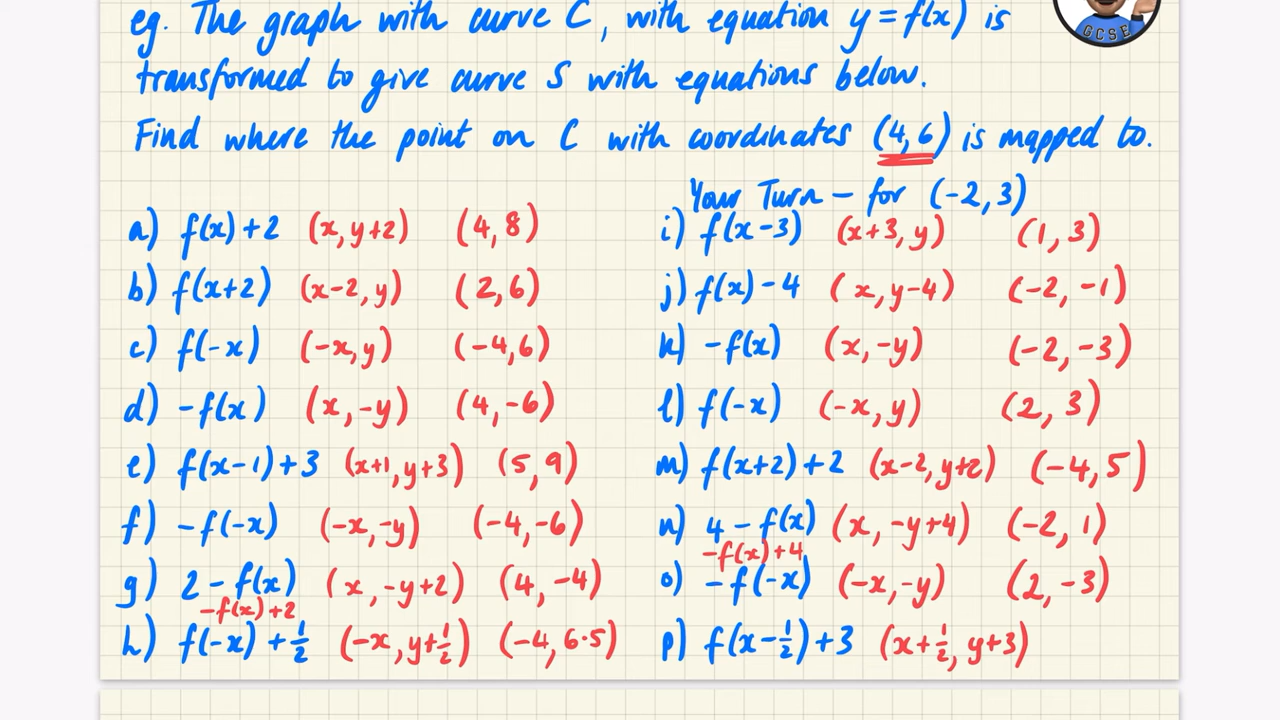 eg. The graph with curve C, with equation y = f(x) is
GCSE
transformed to give curve S with equations below.
Find where the point on C with coordinates (4,6) is mapped to.
Your Turn – for (-2,3)
a) f(x)+2 (x, y+2) (4,8)
b) f(x+2) (x-2, y) (2,6)
c) f(-x) (-x,y) (-4,6)
d) -f(x) (x,-y) (4,-6)
e) f(x-1)+3 (x+1, y+3) (5,9)
f) -f(-x) (-x,-y) (-4,-6)
g) 2 - f(x) (x, -y+2) (4,-4)
-f(x)+2
h) f(-x) + 1/2 (-x, y+1/2) (-4, 6·5)
i) f(x-3) (x+3, y) (1, 3)
j) f(x)-4 (x, y-4) (-2, -1)
k) -f(x) (x, -y) (-2, -3)
l) f(-x) (-x, y) (2, 3)
m) f(x+2)+2 (x-2, y+2) (-4, 5)
n) 4 - f(x) (x, -y+4) (-2, 1)
-f(x)+4
o) -f(-x) (-x, -y) (2, -3)
p) f(x-1/2)+3 (x+1/2, y+3)